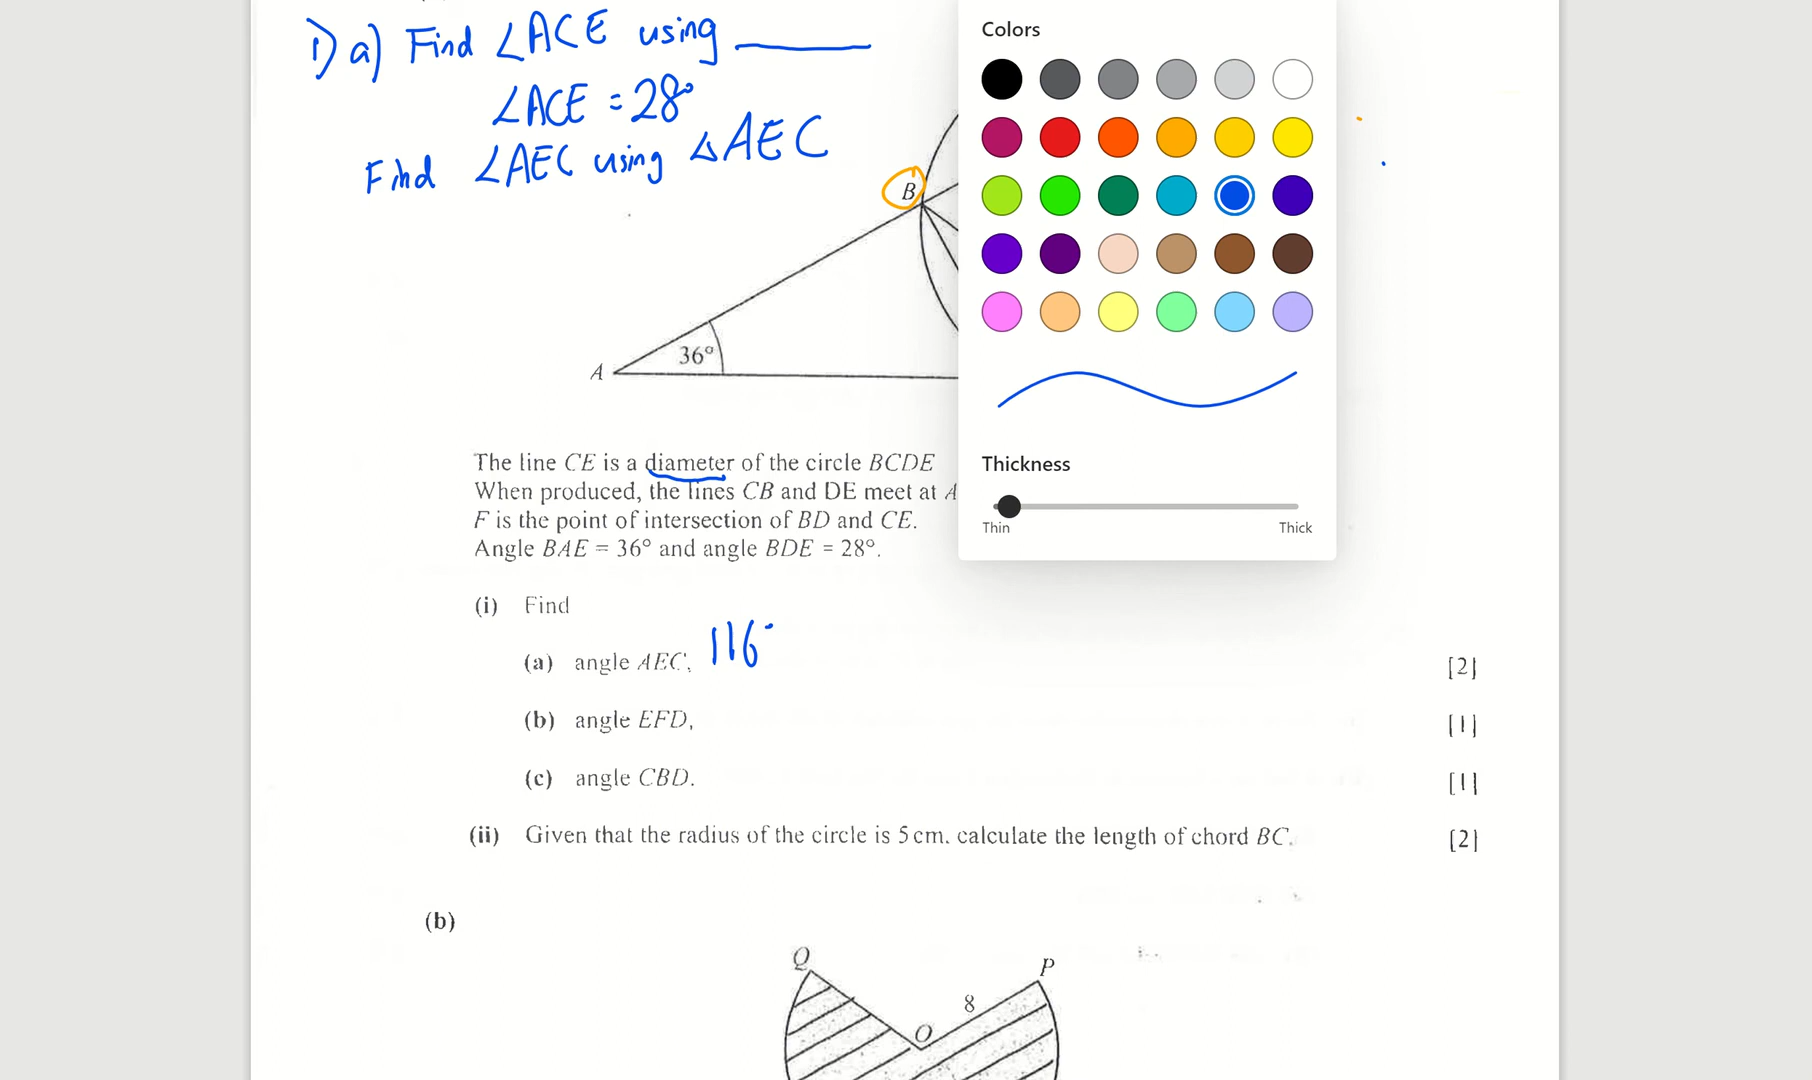 1) a) Find ∠ACE using ______
∠ACE = 28°
Find ∠AEC using △AEC
B
36°
A
The line CE is a diameter of the circle BCDE
When produced, the lines CB and DE meet at A
F is the point of intersection of BD and CE.
Angle BAE = 36° and angle BDE = 28°.
(i) Find
(a) angle AEC, 116°
[2]
(b) angle EFD,
[1]
(c) angle CBD.
[1]
(ii) Given that the radius of the circle is 5 cm. calculate the length of chord BC.
[2]
(b)
Q
P
8
O
Colors
Thickness
Thin
Thick